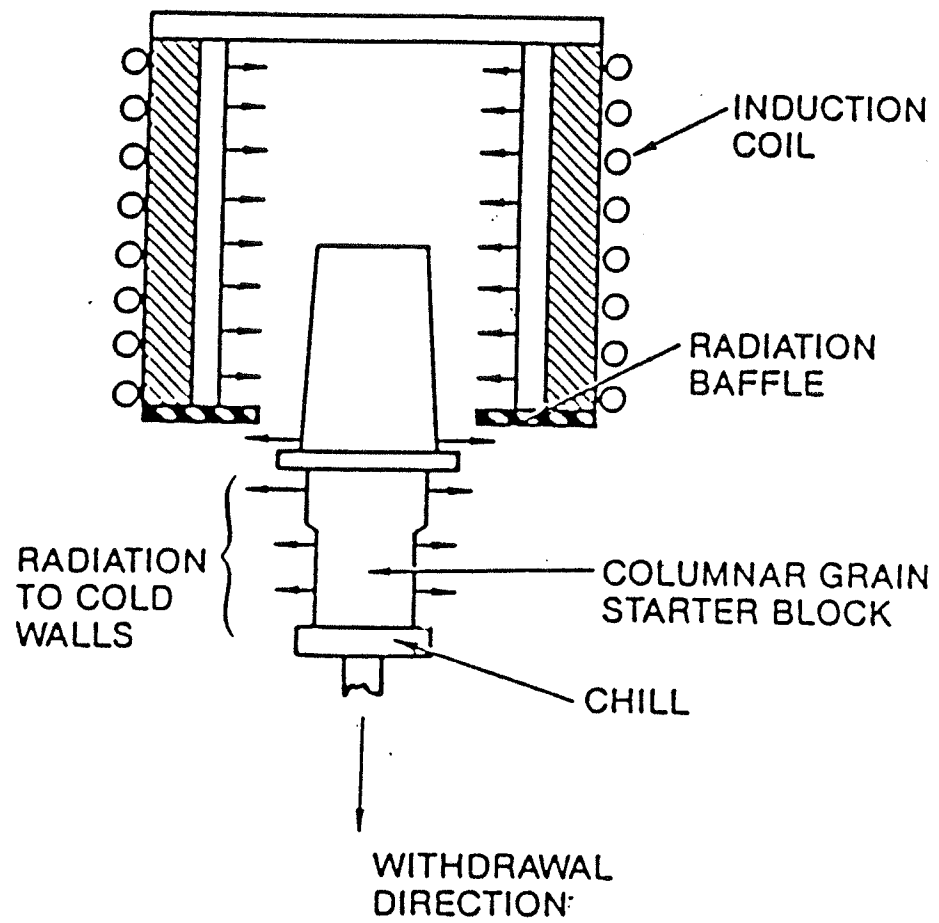 INDUCTION
COIL
RADIATION
BAFFLE
RADIATION
TO COLD
WALLS
COLUMNAR GRAIN
STARTER BLOCK
CHILL
WITHDRAWAL
DIRECTION